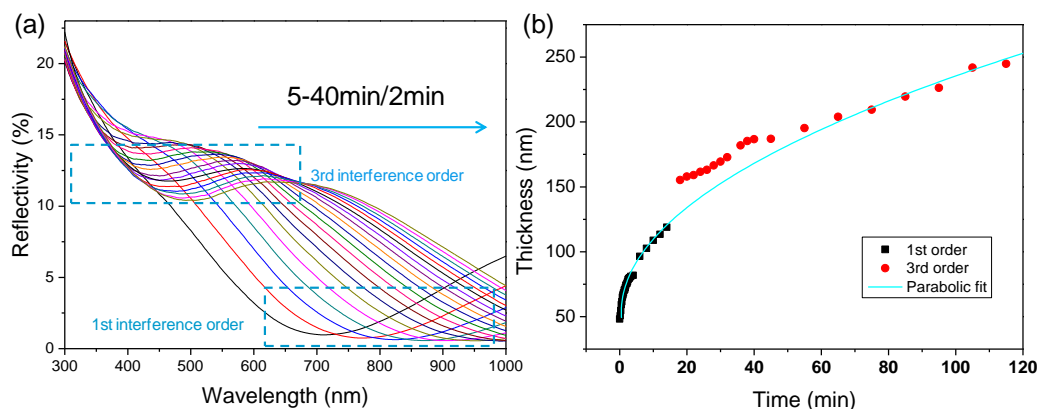 (a)
Reflectivity (%)
20
15
10
5
0
5-40min/2min
3rd interference order
1st interference order
300 400 500 600 700 800 900 1000
Wavelength (nm)
(b)
Thickness (nm)
250
200
150
100
50
1st order
3rd order
Parabolic fit
0 20 40 60 80 100 120
Time (min)